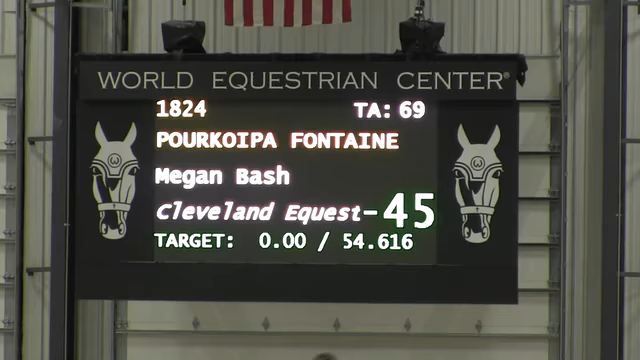 WORLD EQUESTRIAN CENTER®
1824 TA: 69
POURKOIPA FONTAINE
Megan Bash
Cleveland Equest -45
TARGET: 0.00 / 54.616